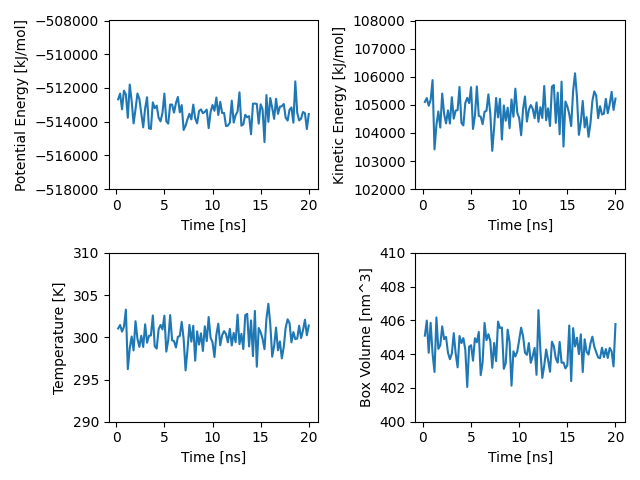 Potential Energy [kJ/mol]
−508000
−510000
−512000
−514000
−516000
−518000
0 5 10 15 20
Time [ns]
Kinetic Energy [kJ/mol]
108000
107000
106000
105000
104000
103000
102000
0 5 10 15 20
Time [ns]
Temperature [K]
310
305
300
295
290
0 5 10 15 20
Time [ns]
Box Volume [nm^3]
410
408
406
404
402
400
0 5 10 15 20
Time [ns]